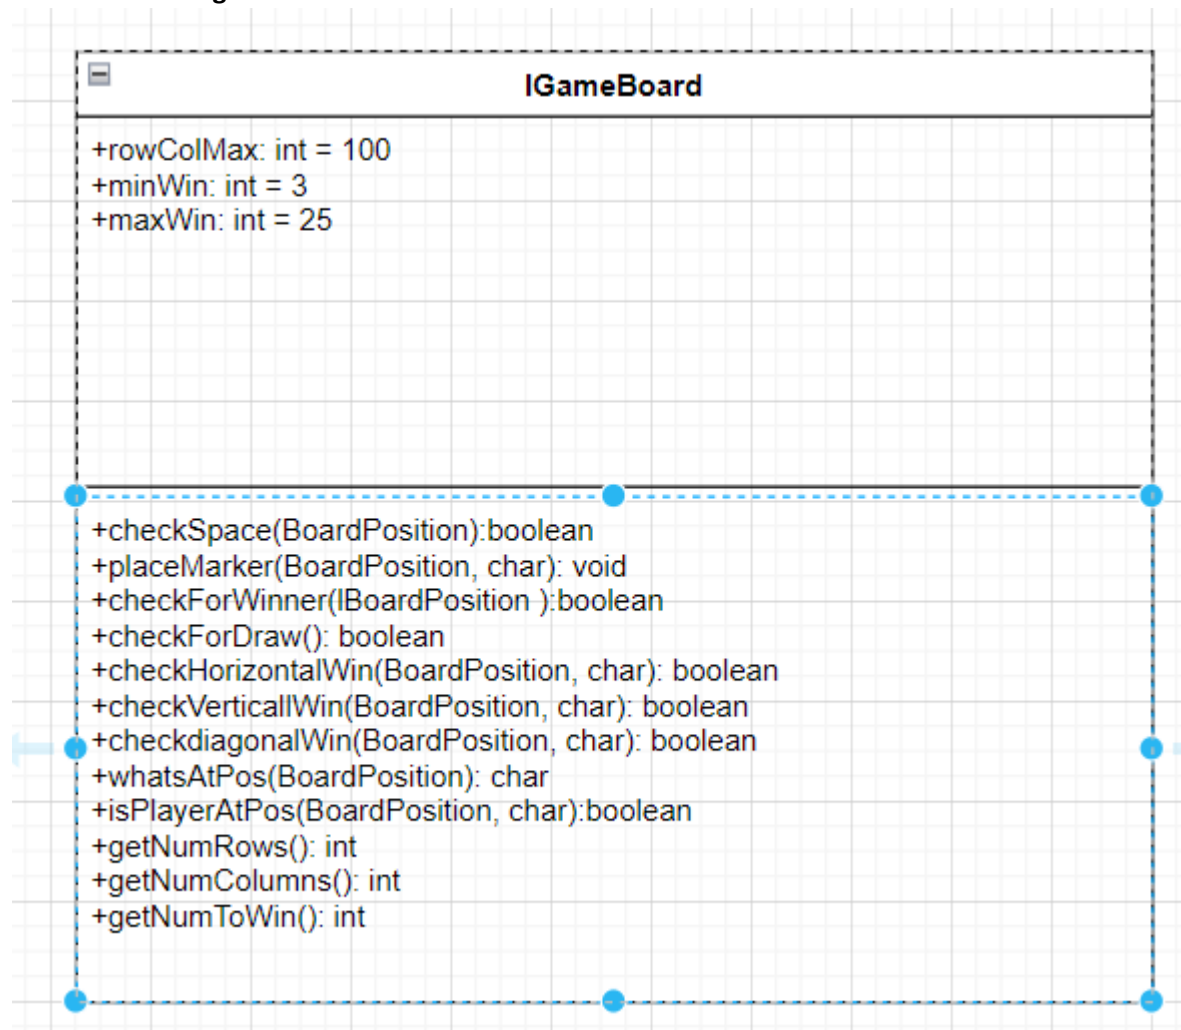 IGameBoard
+rowColMax: int = 100
+minWin: int = 3
+maxWin: int = 25
+checkSpace(BoardPosition):boolean
+placeMarker(BoardPosition, char): void
+checkForWinner(IBoardPosition ):boolean
+checkForDraw(): boolean
+checkHorizontalWin(BoardPosition, char): boolean
+checkVerticallWin(BoardPosition, char): boolean
+checkdiagonalWin(BoardPosition, char): boolean
+whatsAtPos(BoardPosition): char
+isPlayerAtPos(BoardPosition, char):boolean
+getNumRows(): int
+getNumColumns(): int
+getNumToWin(): int